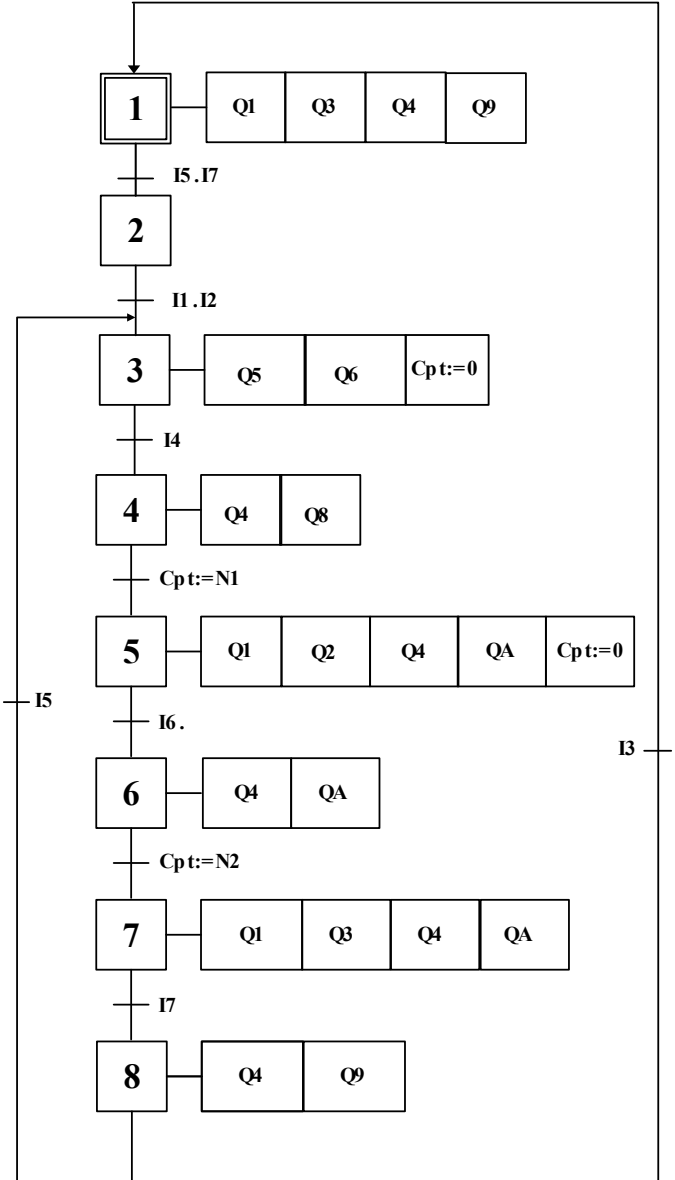 1 Q1 Q3 Q4 Q9
I5.I7
2
I1.I2
3 Q5 Q6 Cpt:=0
I4
4 Q4 Q8
Cpt:=N1
5 Q1 Q2 Q4 QA Cpt:=0
I5
I6.
I3
6 Q4 QA
Cpt:=N2
7 Q1 Q3 Q4 QA
I7
8 Q4 Q9